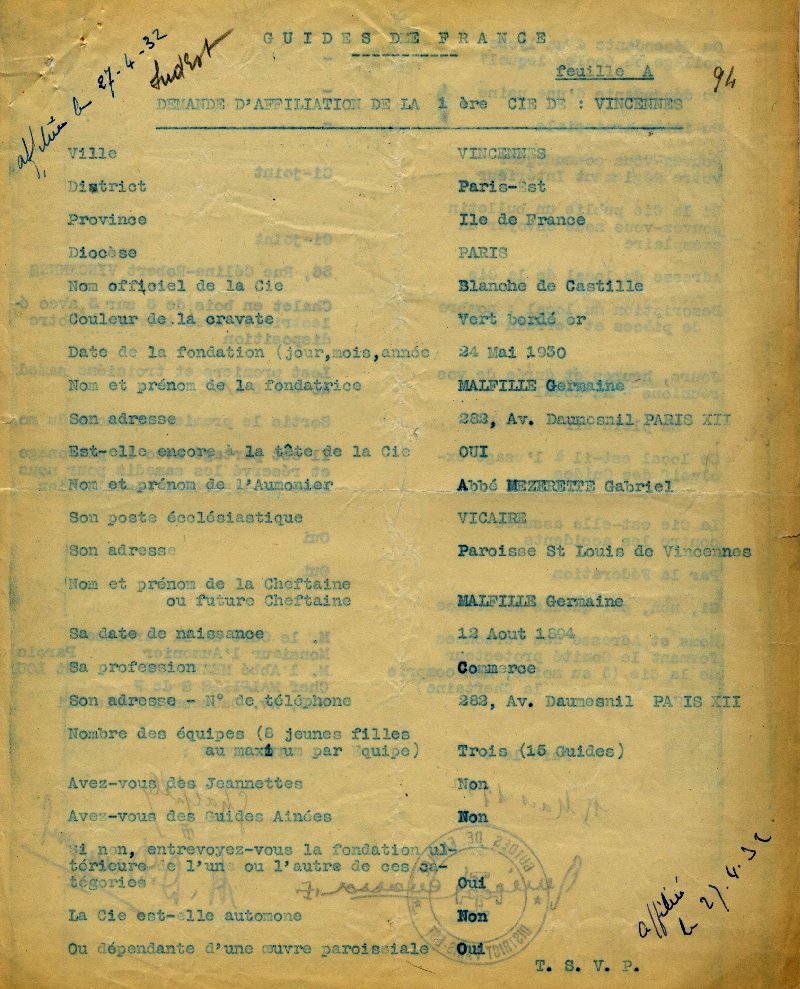 affiliée le 27-4-32
Sud Est
GUIDES DE FRANCE
feuille A
94
DEMANDE D'AFFILIATION DE LA 1 ère CIE DE : VINCENNES
Ville VINCENNES
District Paris-Est
Province Ile de France
Diocèse PARIS
Nom officiel de la Cie Blanche de Castille
Couleur de la cravate Vert bordé or
Date de la fondation (jour,mois,année 24 Mai 1930
Nom et prénom de la fondatrice MALFILLE Germaine
Son adresse 282, Av. Daumesnil PARIS XII
Est-elle encore à la tête de la Cie OUI
Nom et prénom de l'Aumonier Abbé MEZERETTE Gabriel
Son poste écclésiastique VICAIRE
Son adresse Paroisse St Louis de Vincennes
Nom et prénom de la Cheftaine
ou future Cheftaine MALFILLE Germaine
Sa date de naissance 12 Aout 1894
Sa profession Commerce
Son adresse - N° de téléphone 282, Av. Daumesnil PARIS XII
Nombre des équipes (8 jeunes filles
au maximum par Equipe) Trois (15 Guides)
Avez-vous des Jeannettes Non
Avez-vous des Guides Ainées Non
Si non, entrevoyez-vous la fondation ul-
térieure de l'une ou l'autre de ces ca-
tégories Oui
La Cie est-elle automone Non
Ou dépendante d'une œuvre paroissiale Oui
affilié
le 27.4.32
T. S. V. P.